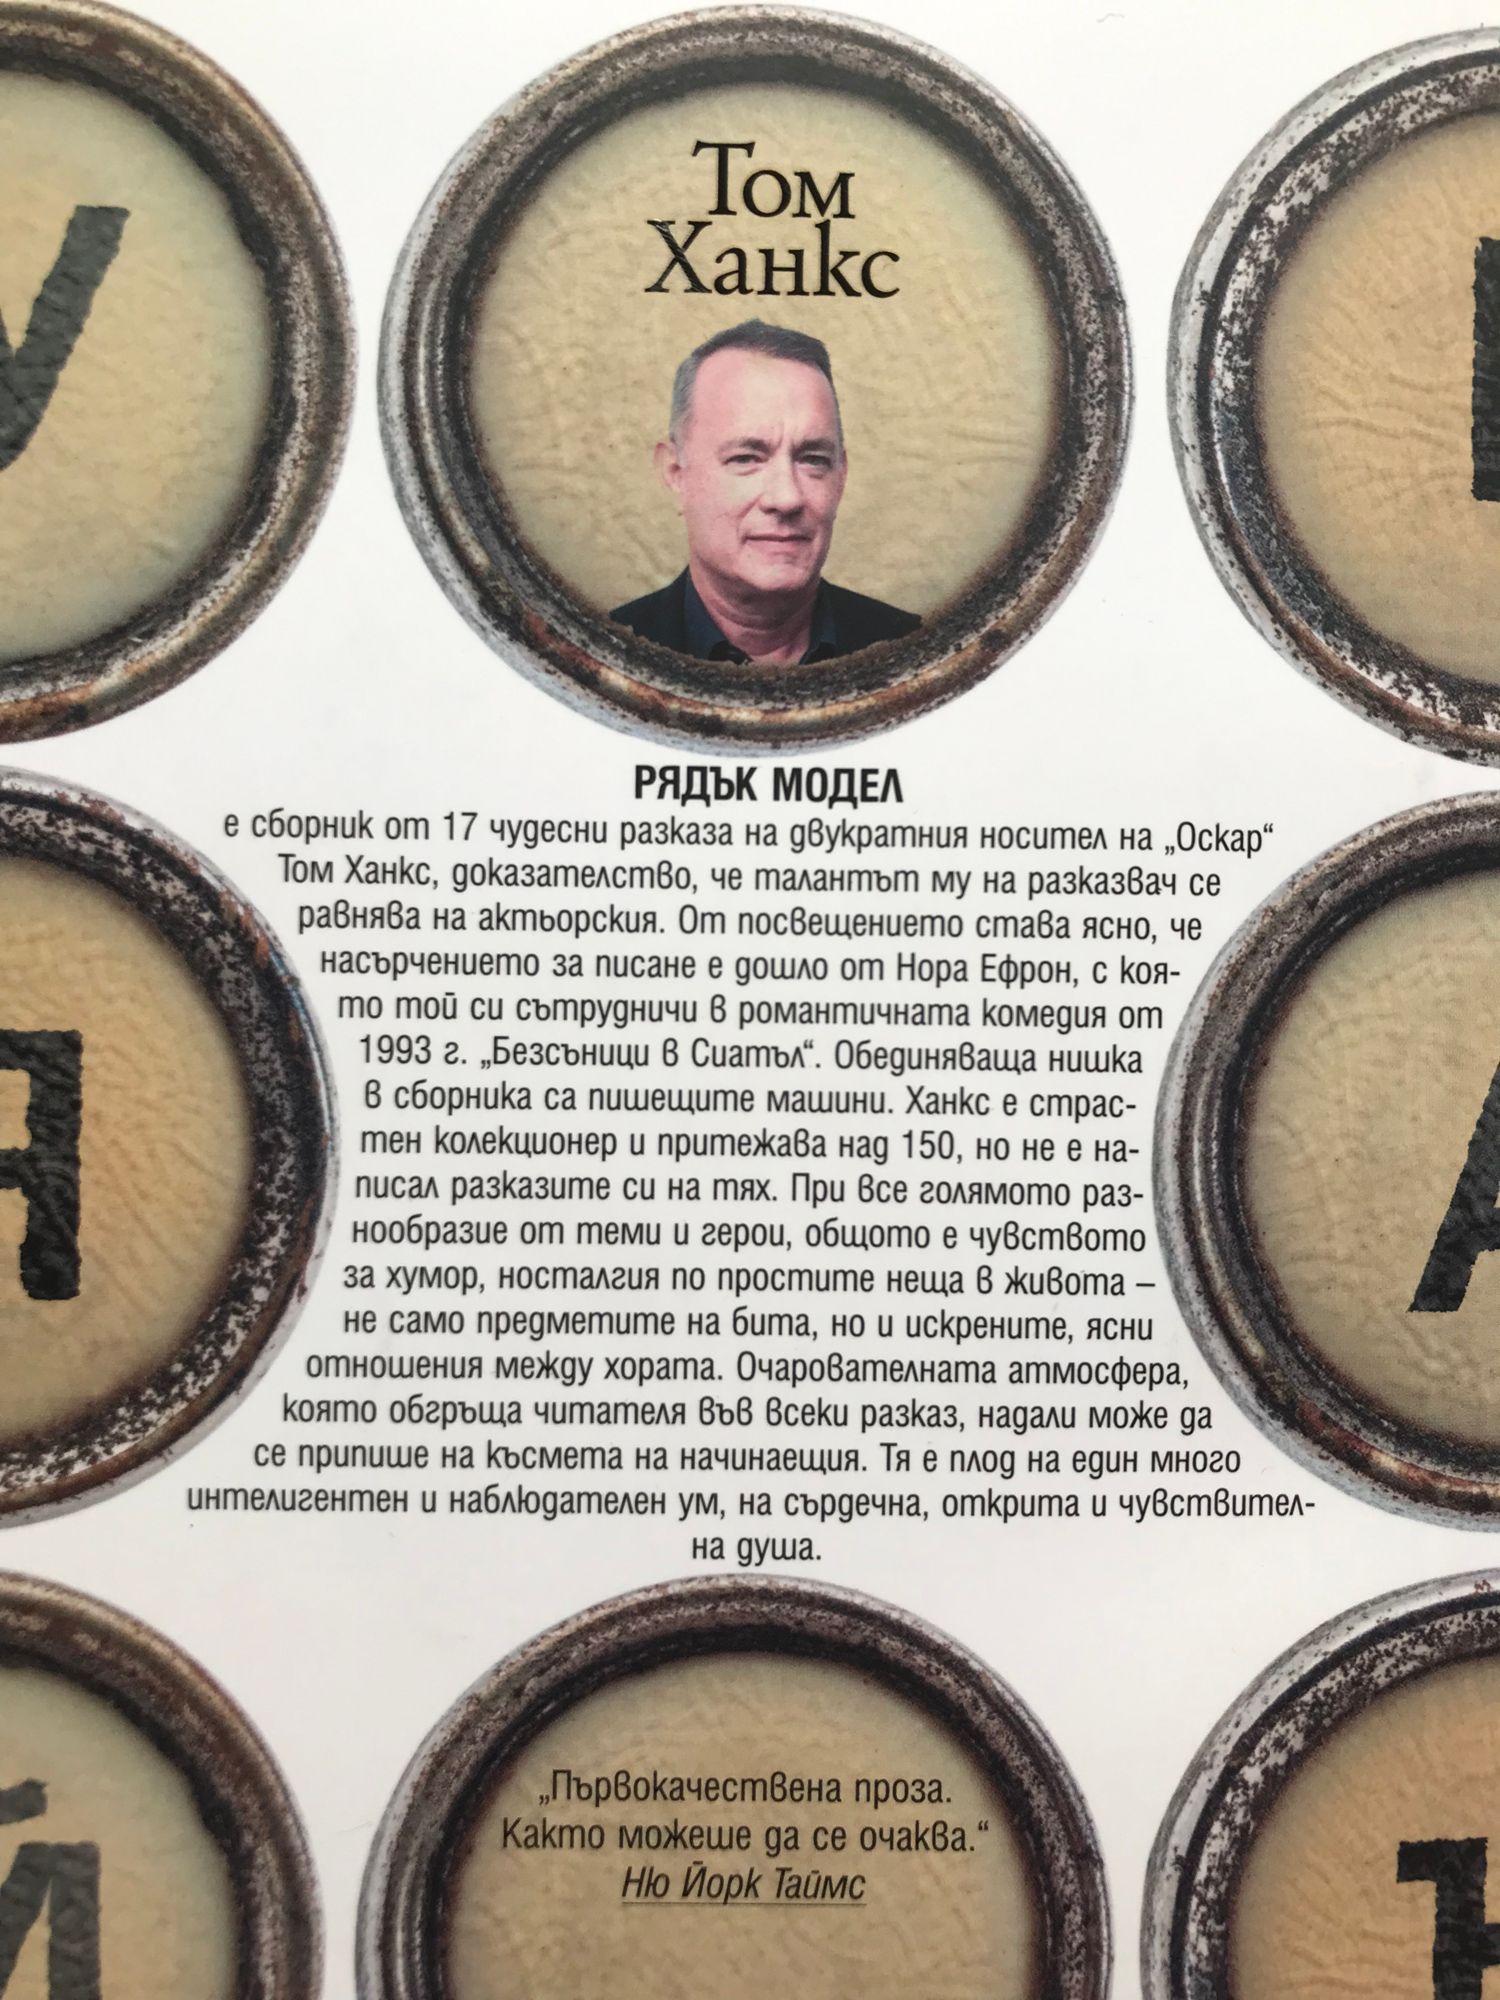 Том
Ханкс
РЯДЪК МОДЕЛ
е сборник от 17 чудесни разказа на двукратния носител на „Оскар“
Том Ханкс, доказателство, че талантът му на разказвач се
равнява на актьорския. От посвещението става ясно, че
насърчението за писане е дошло от Нора Ефрон, с коя-
то той си сътрудничи в романтичната комедия от
1993 г. „Безсъници в Сиатъл“. Обединяваща нишка
в сборника са пишещите машини. Ханкс е страс-
тен колекционер и притежава над 150, но не е на-
писал разказите си на тях. При все голямото раз-
нообразие от теми и герои, общото е чувството
за хумор, носталгия по простите неща в живота –
не само предметите на бита, но и искрените, ясни
отношения между хората. Очарователната атмосфера,
която обгръща читателя във всеки разказ, надали може да
се припише на късмета на начинаещия. Тя е плод на един много
интелигентен и наблюдателен ум, на сърдечна, открита и чувствител-
на душа.
„Първокачествена проза.
Както можеше да се очаква.“
Ню Йорк Таймс
У
Я
А
Й